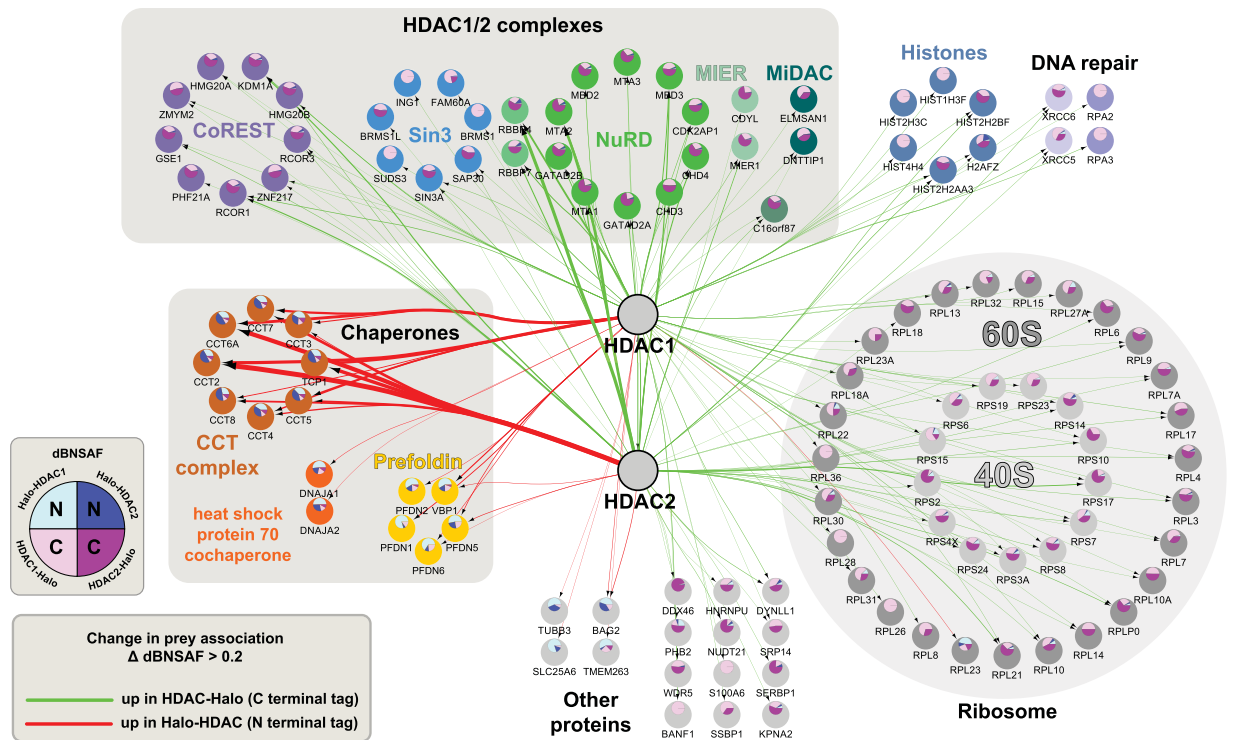 HDAC1/2 complexes
HMG20A
KDM1A
ZMYM2
HMG20B
CoREST
GSE1
RCOR3
PHF21A
RCOR1
ZNF217
ING1
FAM60A
BRMS1L
BRMS1
Sin3
SUDS3
SAP30
SIN3A
MBD2
MTA3
MBD3
RBBP4
MTA2
CDK2AP1
NuRD
RBBP7
GATAD2B
CHD4
MTA1
GATAD2A
CHD3
MIER
CDYL
MIER1
MiDAC
ELMSAN1
DNTTIP1
C16orf87
Histones
HIST1H3F
HIST2H3C
HIST2H2BF
HIST4H4
H2AFZ
HIST2H2AA3
DNA repair
XRCC6
RPA2
XRCC5
RPA3
Chaperones
CCT7
CCT6A
CCT3
CCT2
TCP1
CCT8
CCT5
CCT4
CCT
complex
DNAJA1
DNAJA2
heat shock
protein 70
cochaperone
Prefoldin
PFDN2
VBP1
PFDN1
PFDN5
PFDN6
HDAC1
HDAC2
60S
RPL32
RPL15
RPL13
RPL27A
RPL18
RPL6
RPL23A
RPL9
RPL18A
RPL7A
RPL22
RPL17
RPL36
RPL4
RPL30
RPL3
RPL28
RPL7
RPL31
RPL10A
RPL26
RPLP0
RPL8
RPL14
RPL23
RPL21
RPL10
40S
RPS19
RPS23
RPS6
RPS14
RPS15
RPS10
RPS2
RPS17
RPS4X
RPS7
RPS24
RPS8
RPS3A
Ribosome
TUBB3
BAG2
SLC25A6
TMEM263
Other
proteins
DDX46
HNRNPU
DYNLL1
PHB2
NUDT21
SRP14
WDR5
S100A6
SERBP1
BANF1
SSBP1
KPNA2
dBNSAF
Halo-HDAC1
Halo-HDAC2
N
N
C
C
HDAC1-Halo
HDAC2-Halo
Change in prey association
Δ dBNSAF > 0.2
up in HDAC-Halo (C terminal tag)
up in Halo-HDAC (N terminal tag)